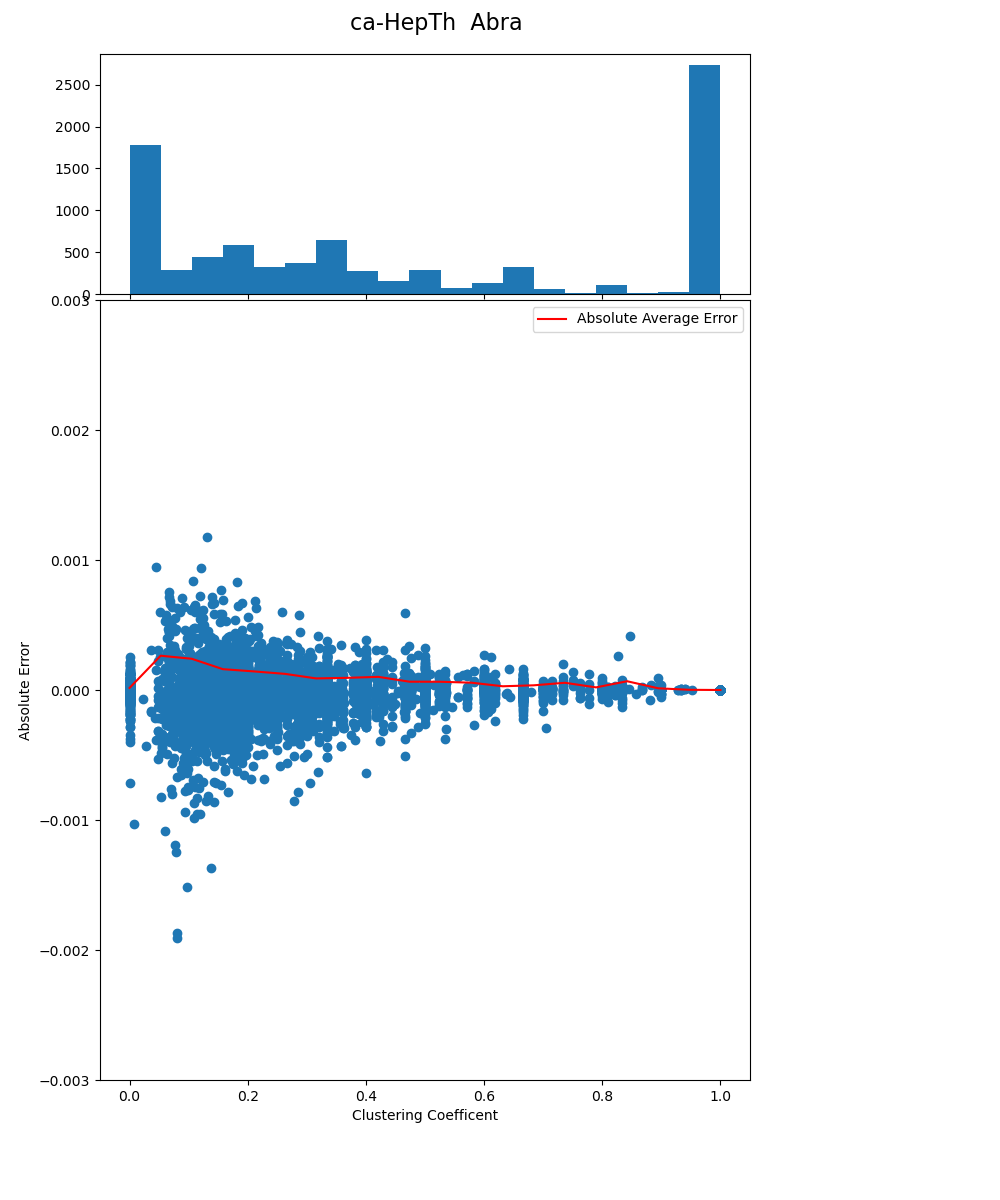 ca-HepTh  Abra
2500
2000
1500
1000
500
0
0.003
Absolute Average Error
0.002
0.001
0.000
−0.001
−0.002
−0.003
Absolute Error
0.0 0.2 0.4 0.6 0.8 1.0
Clustering Coefficent